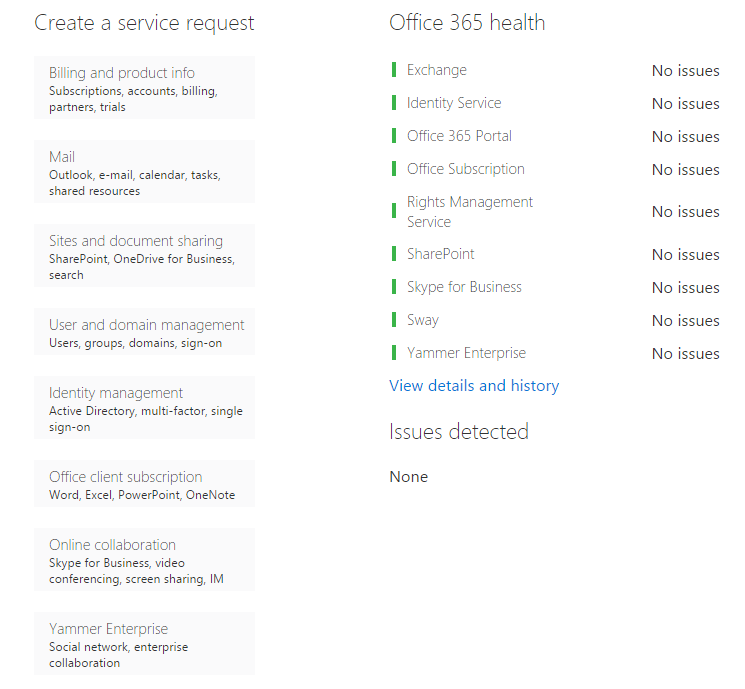 Create a service request
Billing and product info
Subscriptions, accounts, billing,
partners, trials
Mail
Outlook, e-mail, calendar, tasks,
shared resources
Sites and document sharing
SharePoint, OneDrive for Business,
search
User and domain management
Users, groups, domains, sign-on
Identity management
Active Directory, multi-factor, single
sign-on
Office client subscription
Word, Excel, PowerPoint, OneNote
Online collaboration
Skype for Business, video
conferencing, screen sharing, IM
Yammer Enterprise
Social network, enterprise
collaboration
Office 365 health
Exchange No issues
Identity Service No issues
Office 365 Portal No issues
Office Subscription No issues
Rights Management
Service No issues
SharePoint No issues
Skype for Business No issues
Sway No issues
Yammer Enterprise No issues
View details and history
Issues detected
None